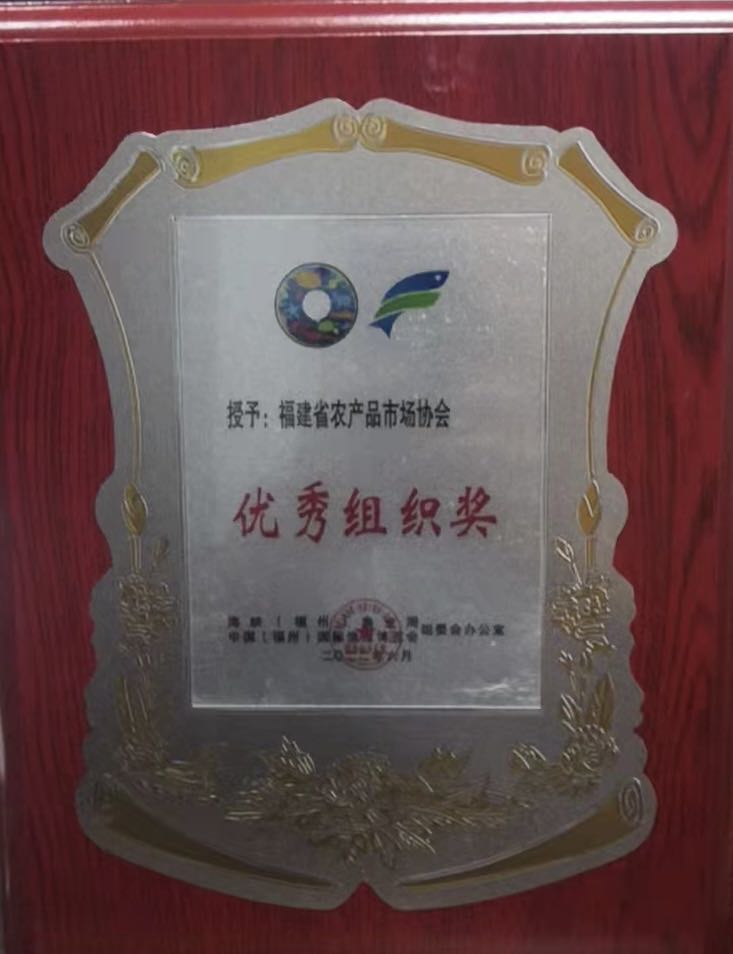 授予：福建省农产品市场协会
优秀组织奖
海峡（福州）渔业周
中国（福州）国际渔业博览会组委会办公室
六月